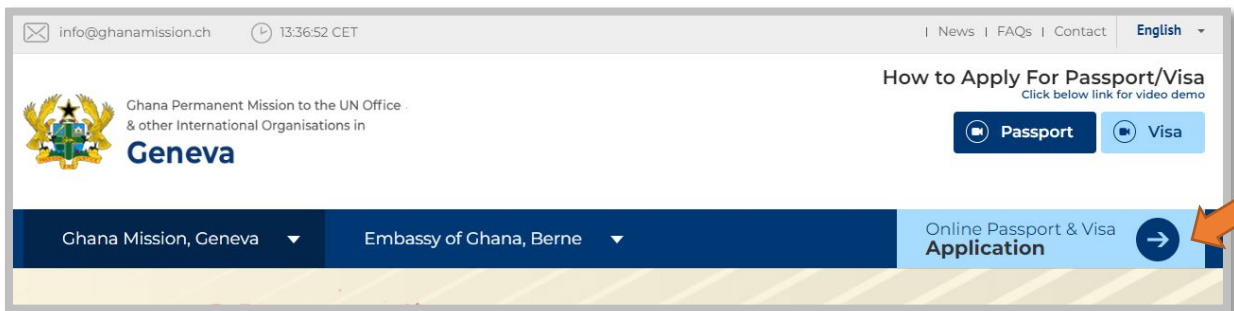 info@ghanamission.ch
13:36:52 CET
| News | FAQs | Contact
English
How to Apply For Passport/Visa
Click below link for video demo
Ghana Permanent Mission to the UN Office
& other International Organisations in
Geneva
Passport
Visa
Ghana Mission, Geneva
Embassy of Ghana, Berne
Online Passport & Visa
Application